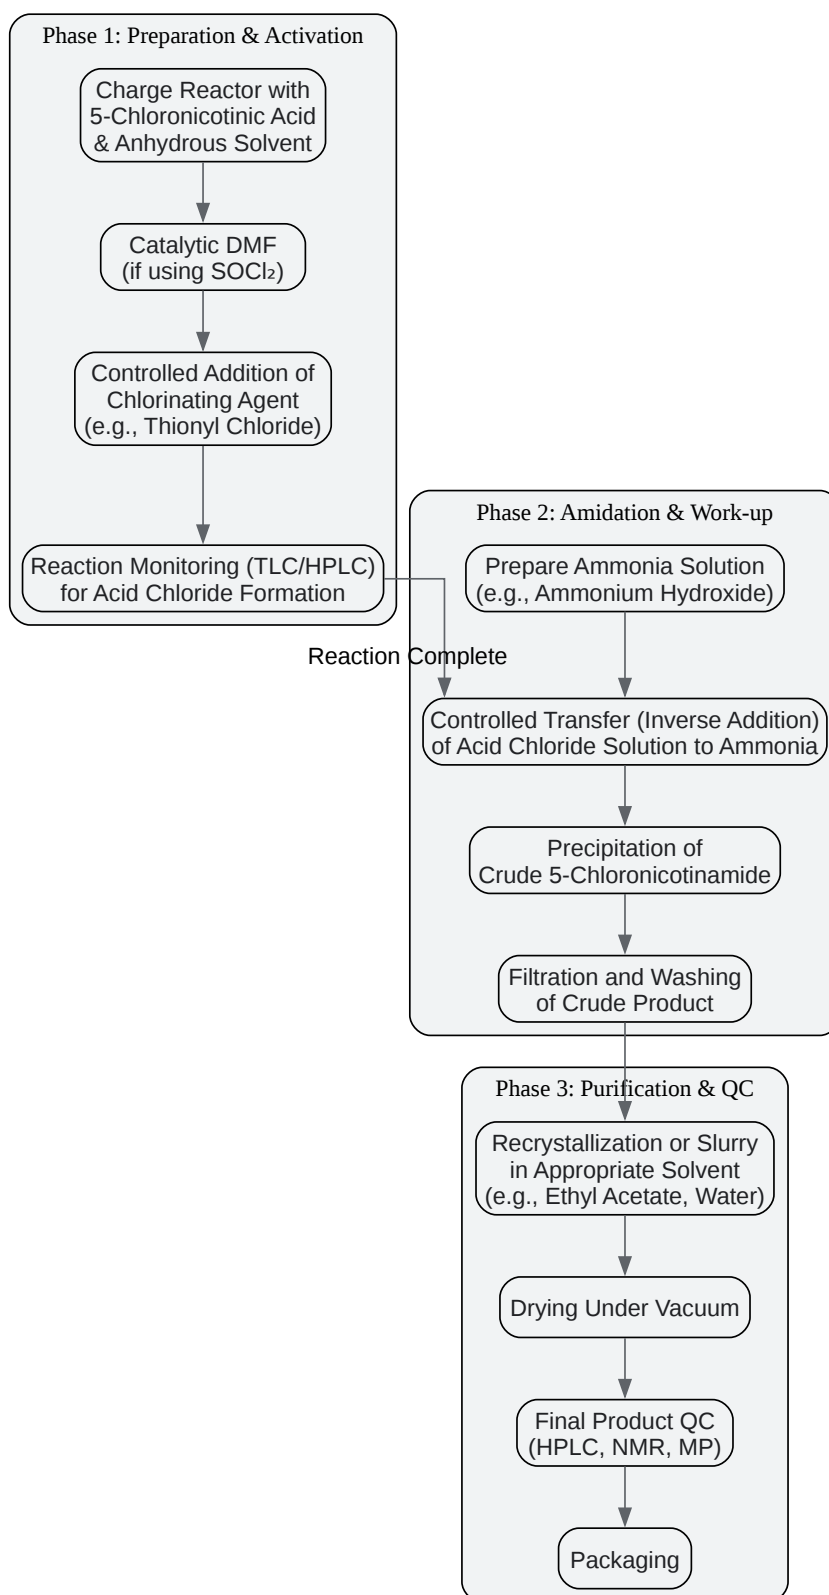 Phase 1: Preparation & Activation
Charge Reactor with
5-Chloronicotinic Acid
& Anhydrous Solvent
Catalytic DMF
(if using SOCl₂)
Controlled Addition of
Chlorinating Agent
(e.g., Thionyl Chloride)
Reaction Monitoring (TLC/HPLC)
for Acid Chloride Formation
Reaction Complete
Phase 2: Amidation & Work-up
Prepare Ammonia Solution
(e.g., Ammonium Hydroxide)
Controlled Transfer (Inverse Addition)
of Acid Chloride Solution to Ammonia
Precipitation of
Crude 5-Chloronicotinamide
Filtration and Washing
of Crude Product
Phase 3: Purification & QC
Recrystallization or Slurry
in Appropriate Solvent
(e.g., Ethyl Acetate, Water)
Drying Under Vacuum
Final Product QC
(HPLC, NMR, MP)
Packaging